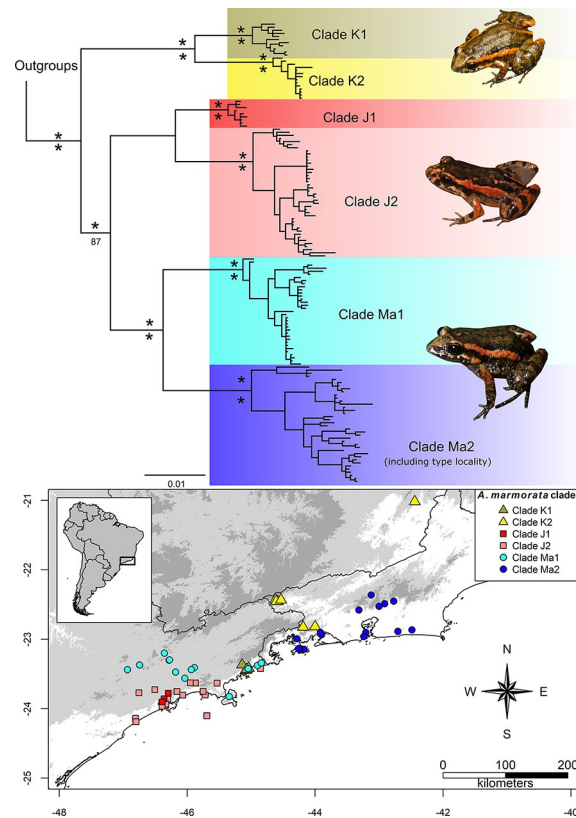 Outgroups
Clade K1
Clade K2
Clade J1
Clade J2
Clade Ma1
Clade Ma2
(including type locality)
*
*
*
*
*
*
*
*
*
*
*
*
*
87
*
*
*
*
*
*
0.01
A. marmorata clade
Clade K1
Clade K2
Clade J1
Clade J2
Clade Ma1
Clade Ma2
-21
-22
-23
-24
-25
N
W E
S
0 100 200
kilometers
-48 -46 -44 -42 -40